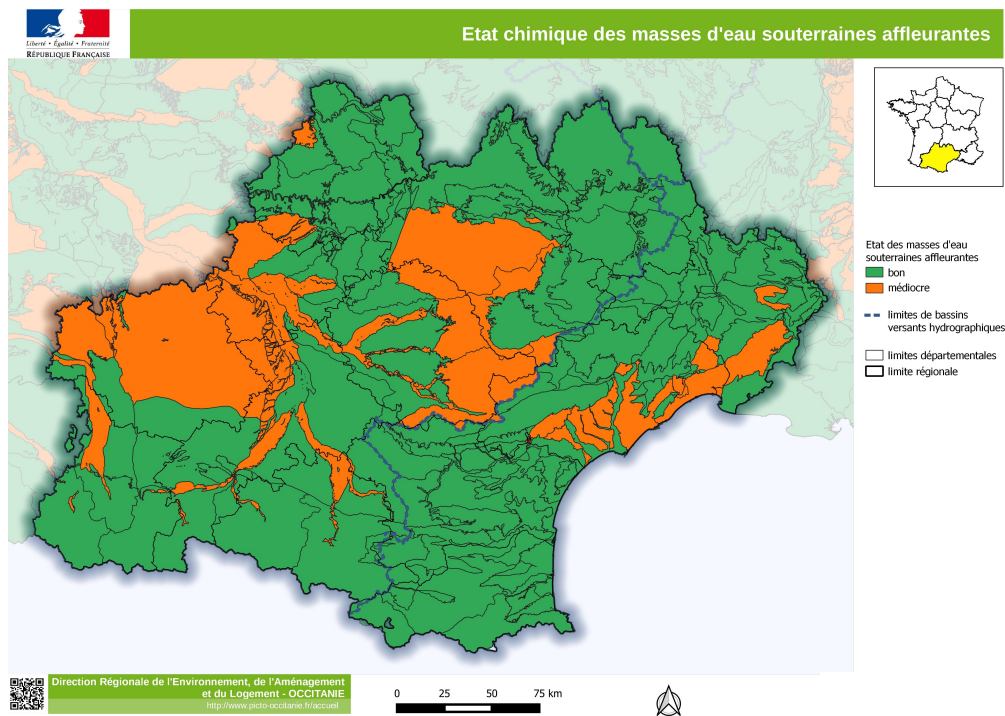 Liberté • Égalité • Fraternité
RÉPUBLIQUE FRANÇAISE
Etat chimique des masses d'eau souterraines affleurantes
Etat des masses d'eau
souterraines affleurantes
bon
médiocre
limites de bassins
versants hydrographiques
limites départementales
limite régionale
Direction Régionale de l'Environnement, de l'Aménagement
et du Logement - OCCITANIE
http://www.picto-occitanie.fr/accueil
0 25 50 75 km